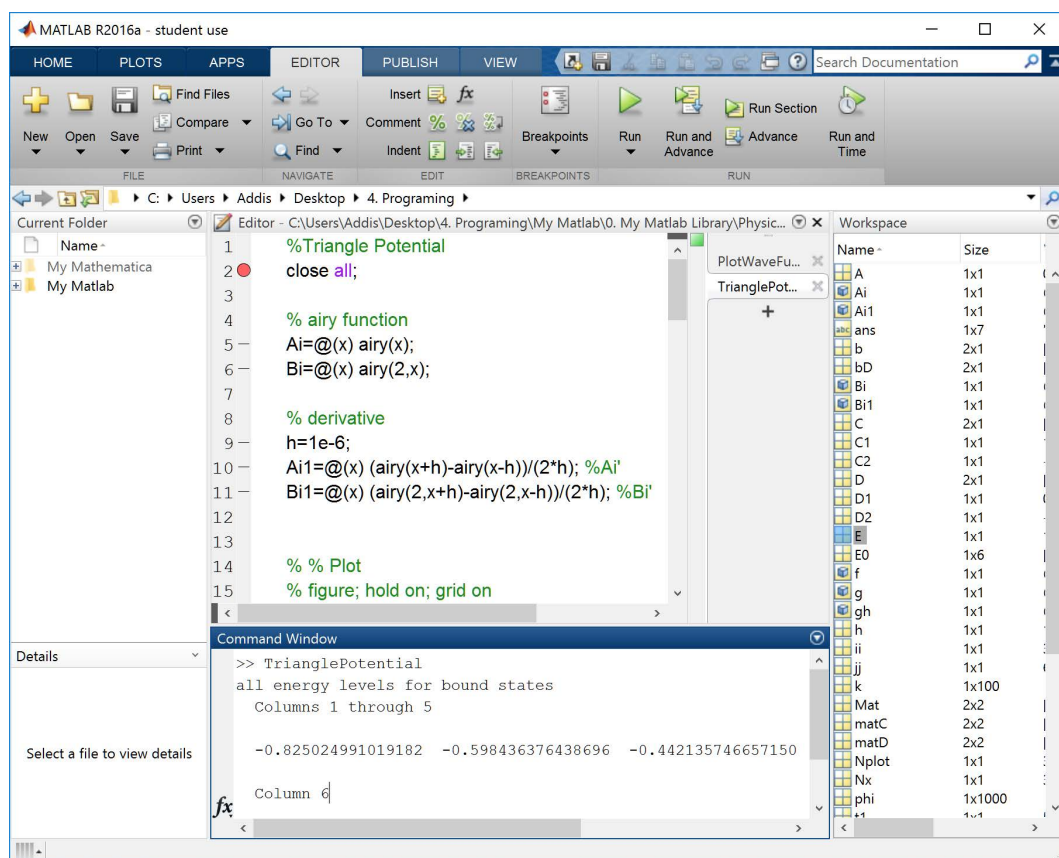 MATLAB R2016a - student use
HOME PLOTS APPS EDITOR PUBLISH VIEW Search Documentation
New Open Save Find Files Compare Print
FILE
Go To Find
NAVIGATE
Insert fx Comment % Indent
EDIT
Breakpoints
BREAKPOINTS
Run Run and Advance Run Section Advance Run and Time
RUN
C: Users Addis Desktop 4. Programing
Current Folder
Name
My Mathematica
My Matlab
Details
Select a file to view details
Editor - C:\Users\Addis\Desktop\4. Programing\My Matlab\0. My Matlab Library\Physic...
PlotWaveFu...
TrianglePot...
+
1 %Triangle Potential
2 close all;
3
4 % airy function
5 — Ai=@(x) airy(x);
6 — Bi=@(x) airy(2,x);
7
8 % derivative
9 — h=1e-6;
10 — Ai1=@(x) (airy(x+h)-airy(x-h))/(2*h); %Ai'
11 — Bi1=@(x) (airy(2,x+h)-airy(2,x-h))/(2*h); %Bi'
12
13
14 % % Plot
15 % figure; hold on; grid on
Command Window
>> TrianglePotential
all energy levels for bound states
Columns 1 through 5
-0.825024991019182 -0.598436376438696 -0.442135746657150
Column 6
fx
Workspace
Name Size
A 1x1
Ai 1x1
Ai1 1x1
abc ans 1x7
b 2x1
bD 2x1
Bi 1x1
Bi1 1x1
C 2x1
C1 1x1
C2 1x1
D 2x1
D1 1x1
D2 1x1
E 1x1
E0 1x6
f 1x1
g 1x1
gh 1x1
h 1x1
ii 1x1
jj 1x1
k 1x100
Mat 2x2
matC 2x2
matD 2x2
Nplot 1x1
Nx 1x1
phi 1x1000
t1 1x1